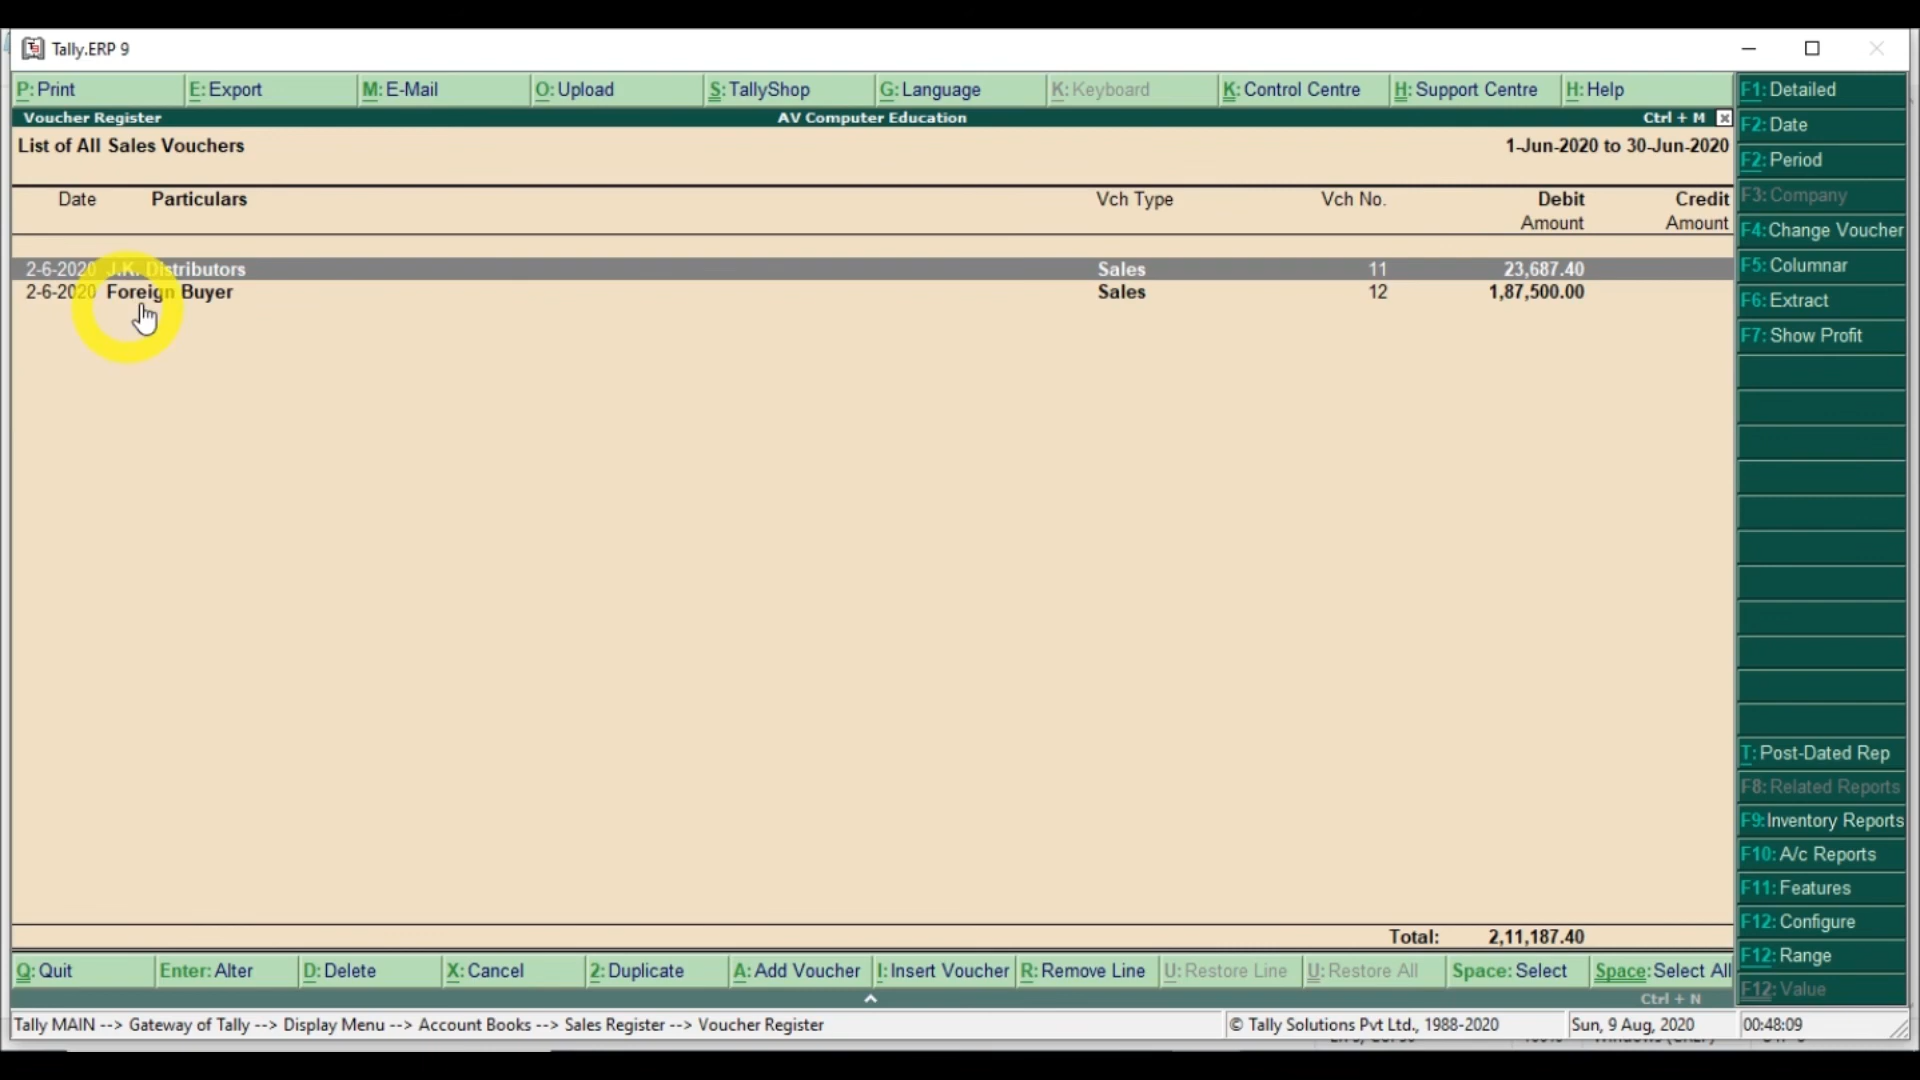 Tally.ERP 9
P: Print E: Export M: E-Mail O: Upload S: TallyShop G: Language K: Keyboard K: Control Centre H: Support Centre H: Help
Voucher Register AV Computer Education Ctrl + M
List of All Sales Vouchers 1-Jun-2020 to 30-Jun-2020
Date Particulars Vch Type Vch No. Debit Credit
Amount Amount
2-6-2020 J.K. Distributors Sales 11 23,687.40
2-6-2020 Foreign Buyer Sales 12 1,87,500.00
Total: 2,11,187.40
F1: Detailed
F2: Date
F2: Period
F3: Company
F4: Change Voucher
F5: Columnar
F6: Extract
F7: Show Profit
T: Post-Dated Rep
F8: Related Reports
F9: Inventory Reports
F10: A/c Reports
F11: Features
F12: Configure
F12: Range
F12: Value
Q: Quit Enter: Alter D: Delete X: Cancel 2: Duplicate A: Add Voucher I: Insert Voucher R: Remove Line U: Restore Line U: Restore All Space: Select Space: Select All
Ctrl + N
Tally MAIN --> Gateway of Tally --> Display Menu --> Account Books --> Sales Register --> Voucher Register © Tally Solutions Pvt Ltd., 1988-2020 Sun, 9 Aug, 2020 00:48:09